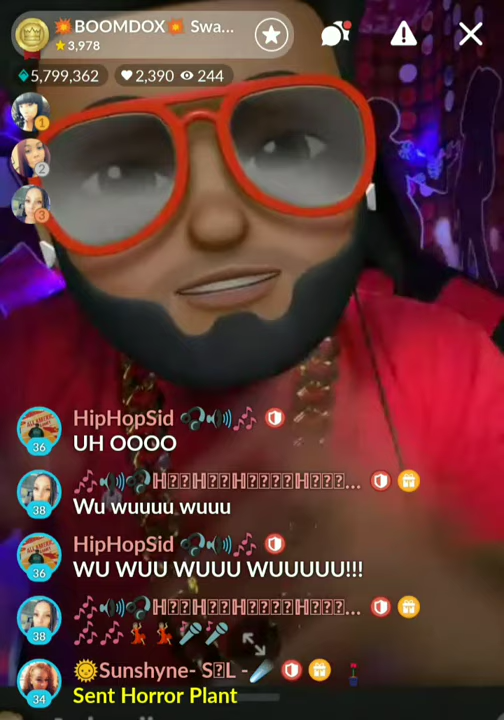 💥BOOMDOX💥 Swa...
3,978
5,799,362 2,390 244
1
2
3
HipHopSid
36
UH OOOO
H▯▯H▯▯H▯▯▯▯H▯▯▯...
38
Wu wuuu wuuu
HipHopSid
36
WU WUU WUUU WUUUUU!!!
H▯▯H▯▯H▯▯▯▯H▯▯▯...
38
🎶🎶💃💃🎤🎤
🌞Sunshyne- S▯L -☄️
34
Sent Horror Plant